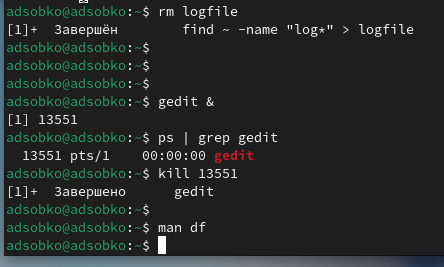 adsobko@adsobko:~$ rm logfile
[1]+  Завершён        find ~ -name "log*" > logfile
adsobko@adsobko:~$
adsobko@adsobko:~$
adsobko@adsobko:~$
adsobko@adsobko:~$ gedit &
[1] 13551
adsobko@adsobko:~$ ps | grep gedit
  13551 pts/1    00:00:00 gedit
adsobko@adsobko:~$ kill 13551
[1]+  Завершено      gedit
adsobko@adsobko:~$
adsobko@adsobko:~$ man df
adsobko@adsobko:~$